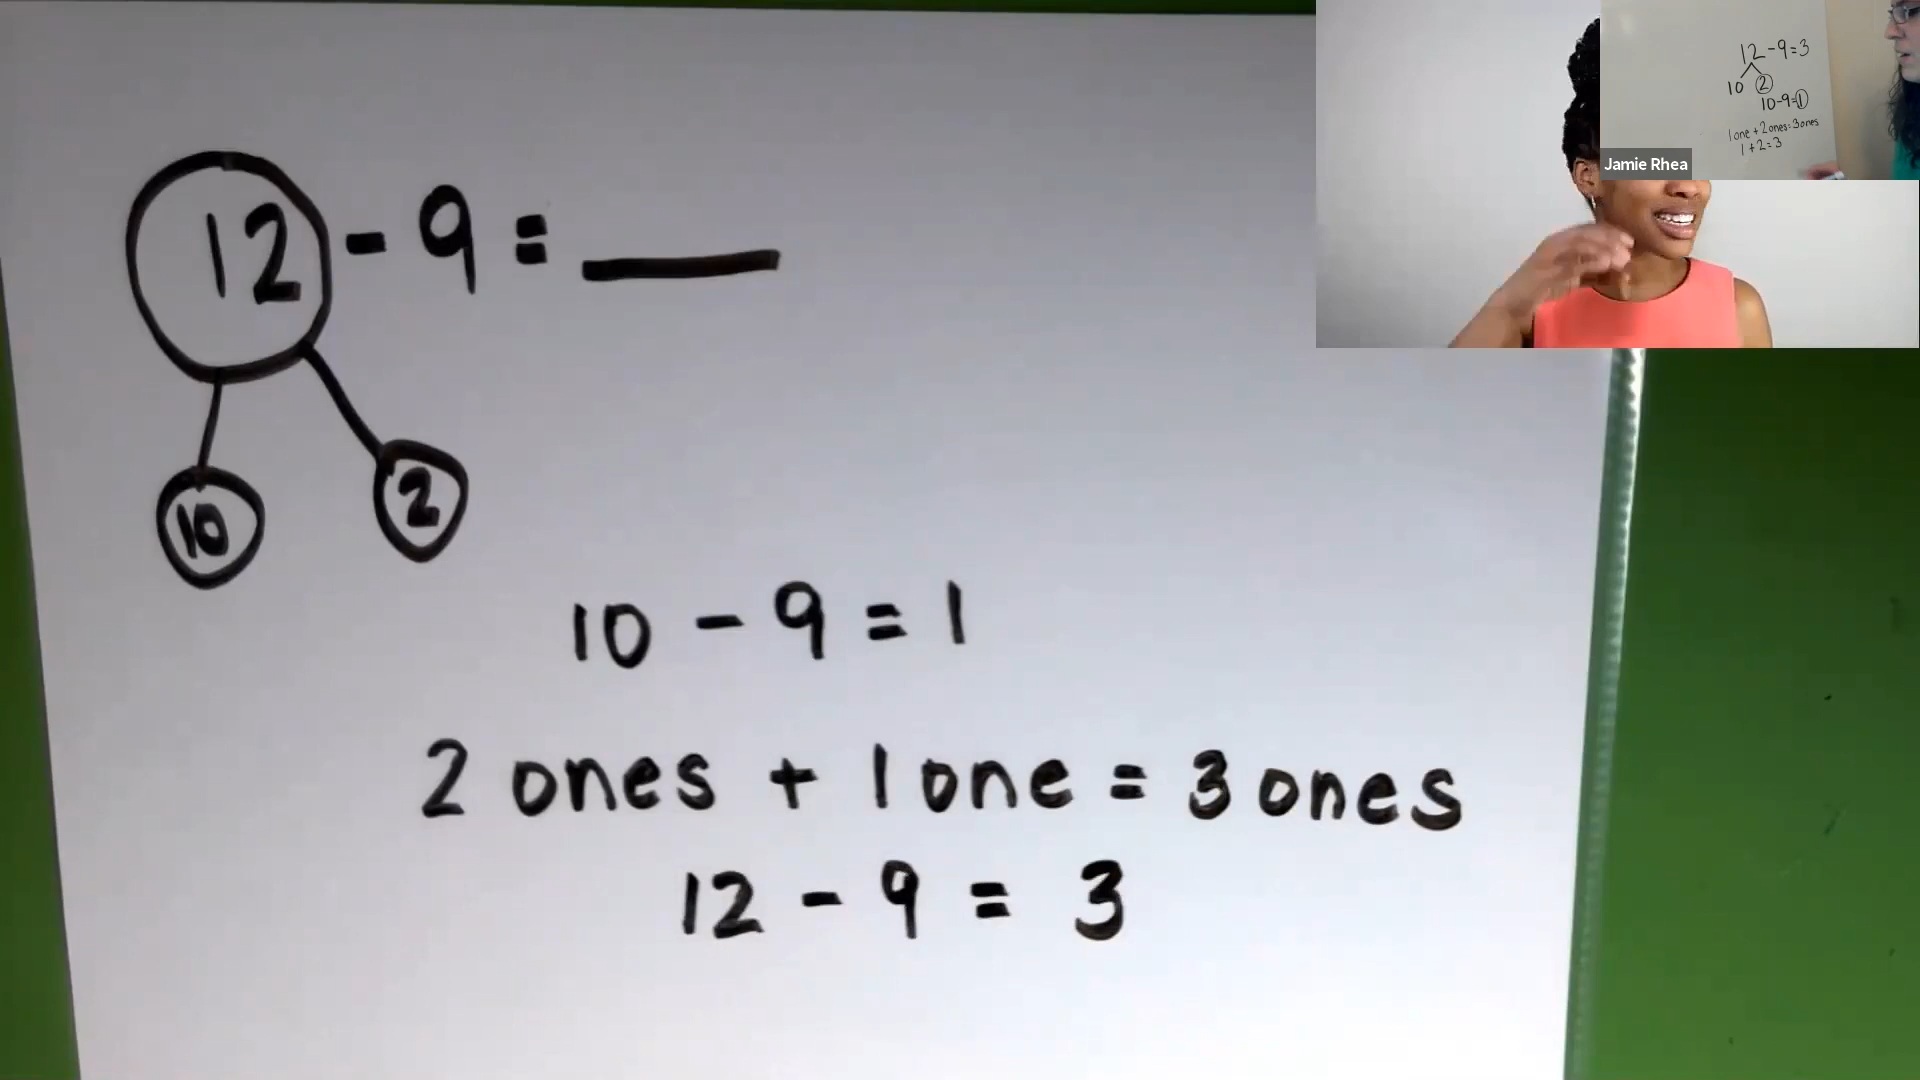 12 - 9 = ___
10 2
10 - 9 = 1
2 ones + 1 one = 3 ones
12 - 9 = 3
12 - 9 = 3
10 2
10 - 9 = 1
1 one + 2 ones = 3 ones
1 + 2 = 3
Jamie Rhea